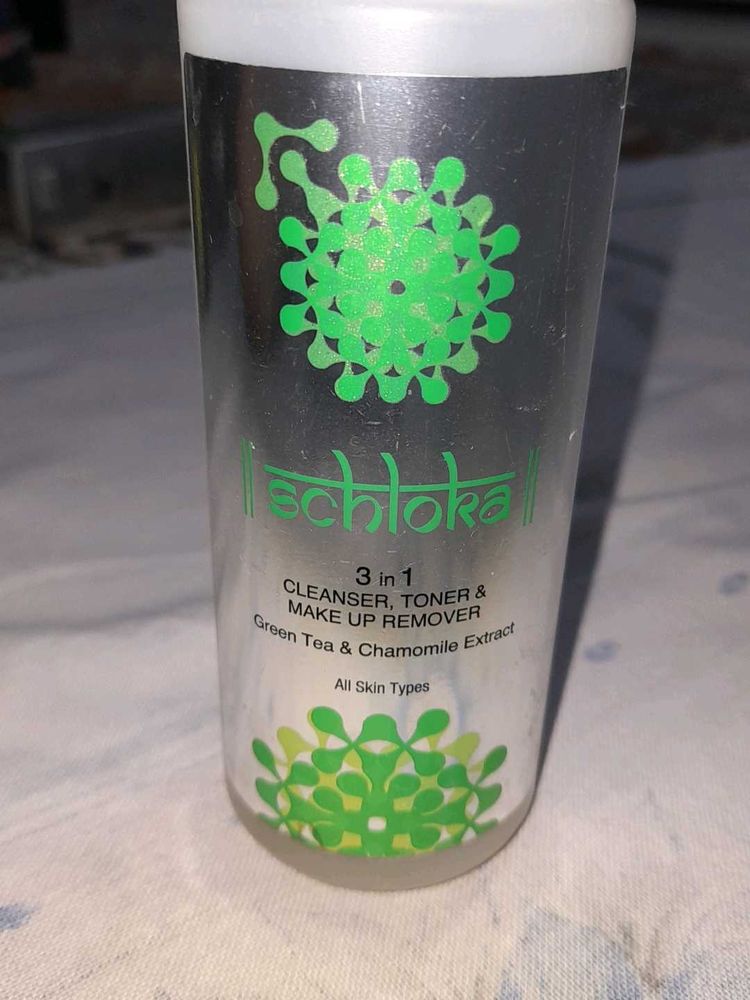 || schloka ||
3 in 1
CLEANSER, TONER &
MAKE UP REMOVER
Green Tea & Chamomile Extract
All Skin Types